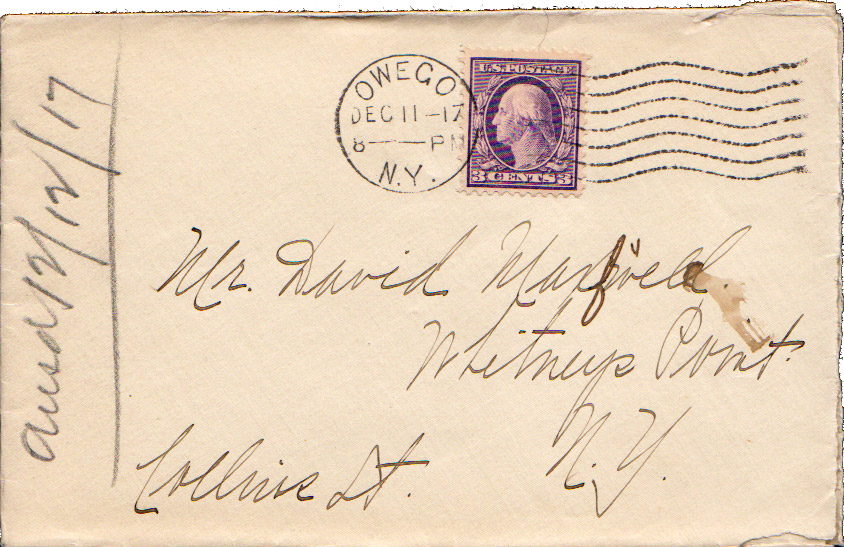 OWEGO
DEC 11-17
8 — PM
N.Y.
U.S. POSTAGE
3 CENTS 3
Mr. David Maxfield.
Whitneys Point.
N.Y.
Collins St.
ansd 12/12/17